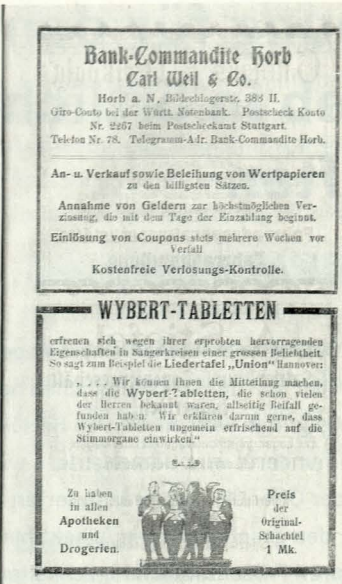 Bank-Commandite Horb
Carl Weil & Co.
Horb a. N., Bildechingerstr. 383 II.
Giro-Conto bei der Württ. Notenbank. Postscheck Konto
Nr. 2267 beim Postscheckamt Stuttgart.
Telefon Nr. 78. Telegramm-Adr. Bank-Commandite Horb.
An- u. Verkauf sowie Beleihung von Wertpapieren
zu den billigsten Sätzen.
Annahme von Geldern zur höchstmöglichen Ver-
zinsung, die mit dem Tage der Einzahlung beginnt.
Einlösung von Coupons stets mehrere Wochen vor
Verfall
Kostenfreie Verlosungs-Kontrolle.
WYBERT-TABLETTEN
erfreuen sich wegen ihrer erprobten hervorragenden
Eigenschaften in Sängerkreisen einer grossen Beliebtheit.
So sagt zum Beispiel die Liedertafel „Union“ Hannover:
„. . . . Wir können Ihnen die Mitteilung machen,
dass die Wybert-Tabletten, die schon vielen
der Herren bekannt waren, allseitig Beifall ge-
funden haben. Wir erklären darum gerne, dass
Wybert-Tabletten ungemein erfrischend auf die
Stimmorgane einwirken.“
Zu haben
in allen
Apotheken
und
Drogerien.
Preis
der
Original-
Schachtel
1 Mk.